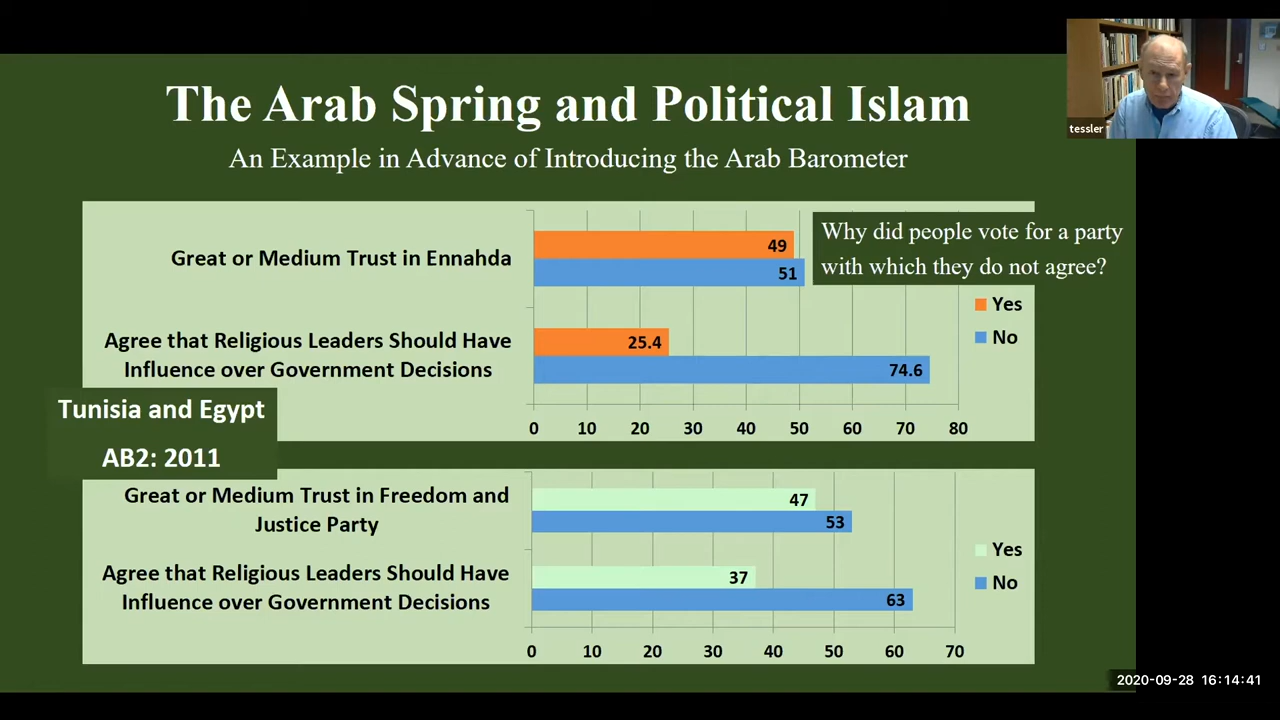 The Arab Spring and Political Islam
An Example in Advance of Introducing the Arab Barometer
tessler
Great or Medium Trust in Ennahda
49
51
Why did people vote for a party
with which they do not agree?
Yes
No
Agree that Religious Leaders Should Have
Influence over Government Decisions
25.4
74.6
0 10 20 30 40 50 60 70 80
Tunisia and Egypt
AB2: 2011
Great or Medium Trust in Freedom and
Justice Party
47
53
Yes
No
Agree that Religious Leaders Should Have
Influence over Government Decisions
37
63
0 10 20 30 40 50 60 70
2020-09-28 16:14:41